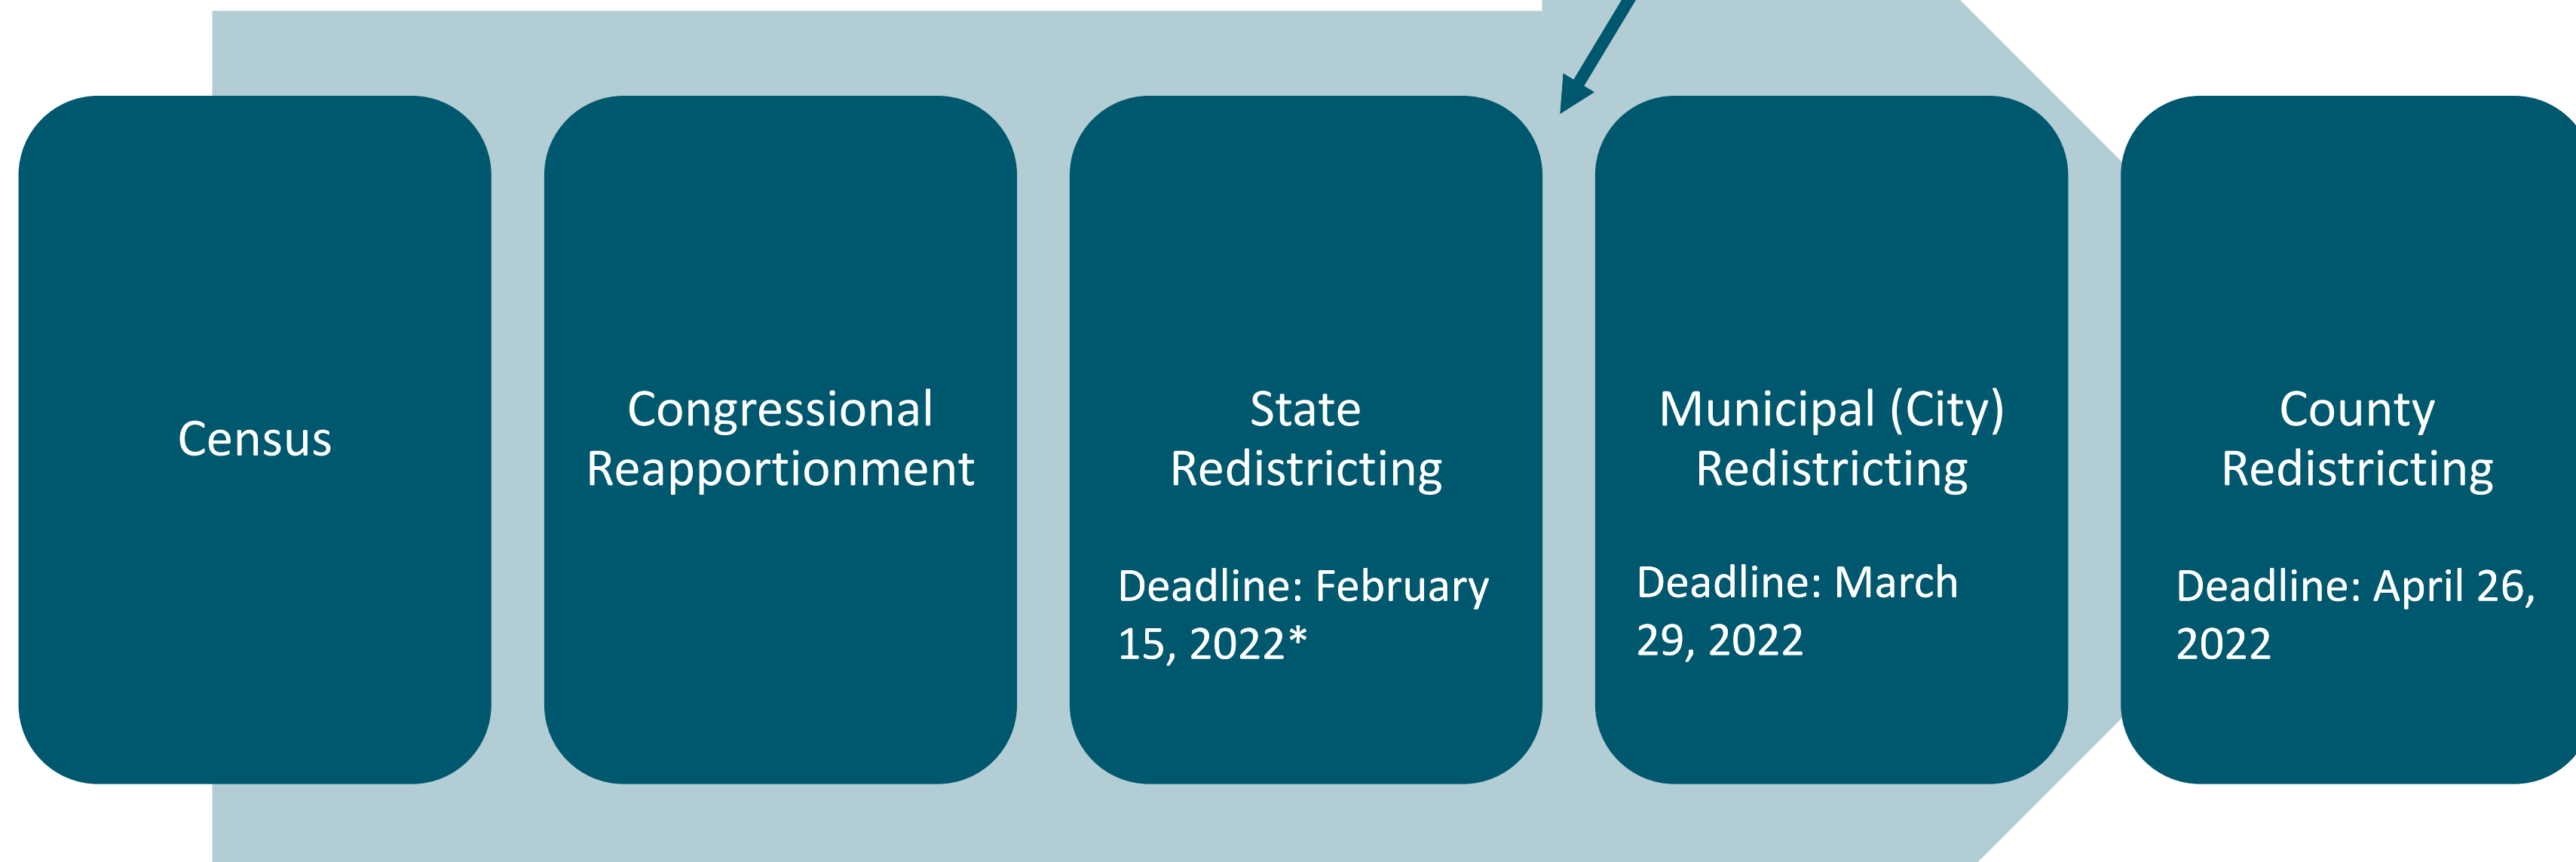 Census
Congressional
Reapportionment
State
Redistricting
Deadline: February
15, 2022*
Municipal (City)
Redistricting
Deadline: March
29, 2022
County
Redistricting
Deadline: April 26,
2022